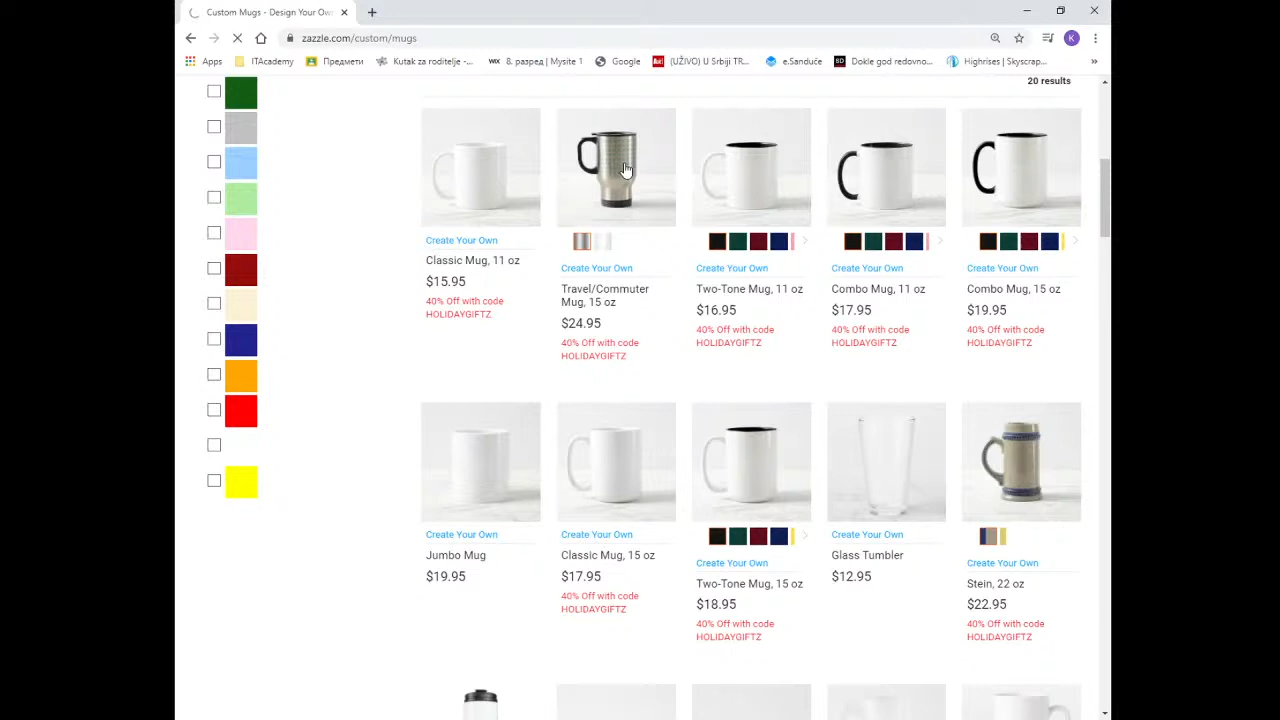 Custom Mugs - Design Your Own
zazzle.com/custom/mugs
K
Apps
ITAcademy
Предмети
Kutak za roditelje -...
WIX
8. разред | Mysite 1
Google
(UŽIVO) U Srbiji TR...
e.Sanduče
Dokle god redovno...
Highrises | Skyscrap...
20 results
Create Your Own
Classic Mug, 11 oz
$15.95
40% Off with code
HOLIDAYGIFTZ
Create Your Own
Travel/Commuter
Mug, 15 oz
$24.95
40% Off with code
HOLIDAYGIFTZ
Create Your Own
Two-Tone Mug, 11 oz
$16.95
40% Off with code
HOLIDAYGIFTZ
Create Your Own
Combo Mug, 11 oz
$17.95
40% Off with code
HOLIDAYGIFTZ
Create Your Own
Combo Mug, 15 oz
$19.95
40% Off with code
HOLIDAYGIFTZ
Create Your Own
Jumbo Mug
$19.95
Create Your Own
Classic Mug, 15 oz
$17.95
40% Off with code
HOLIDAYGIFTZ
Create Your Own
Two-Tone Mug, 15 oz
$18.95
40% Off with code
HOLIDAYGIFTZ
Create Your Own
Glass Tumbler
$12.95
Create Your Own
Stein, 22 oz
$22.95
40% Off with code
HOLIDAYGIFTZ